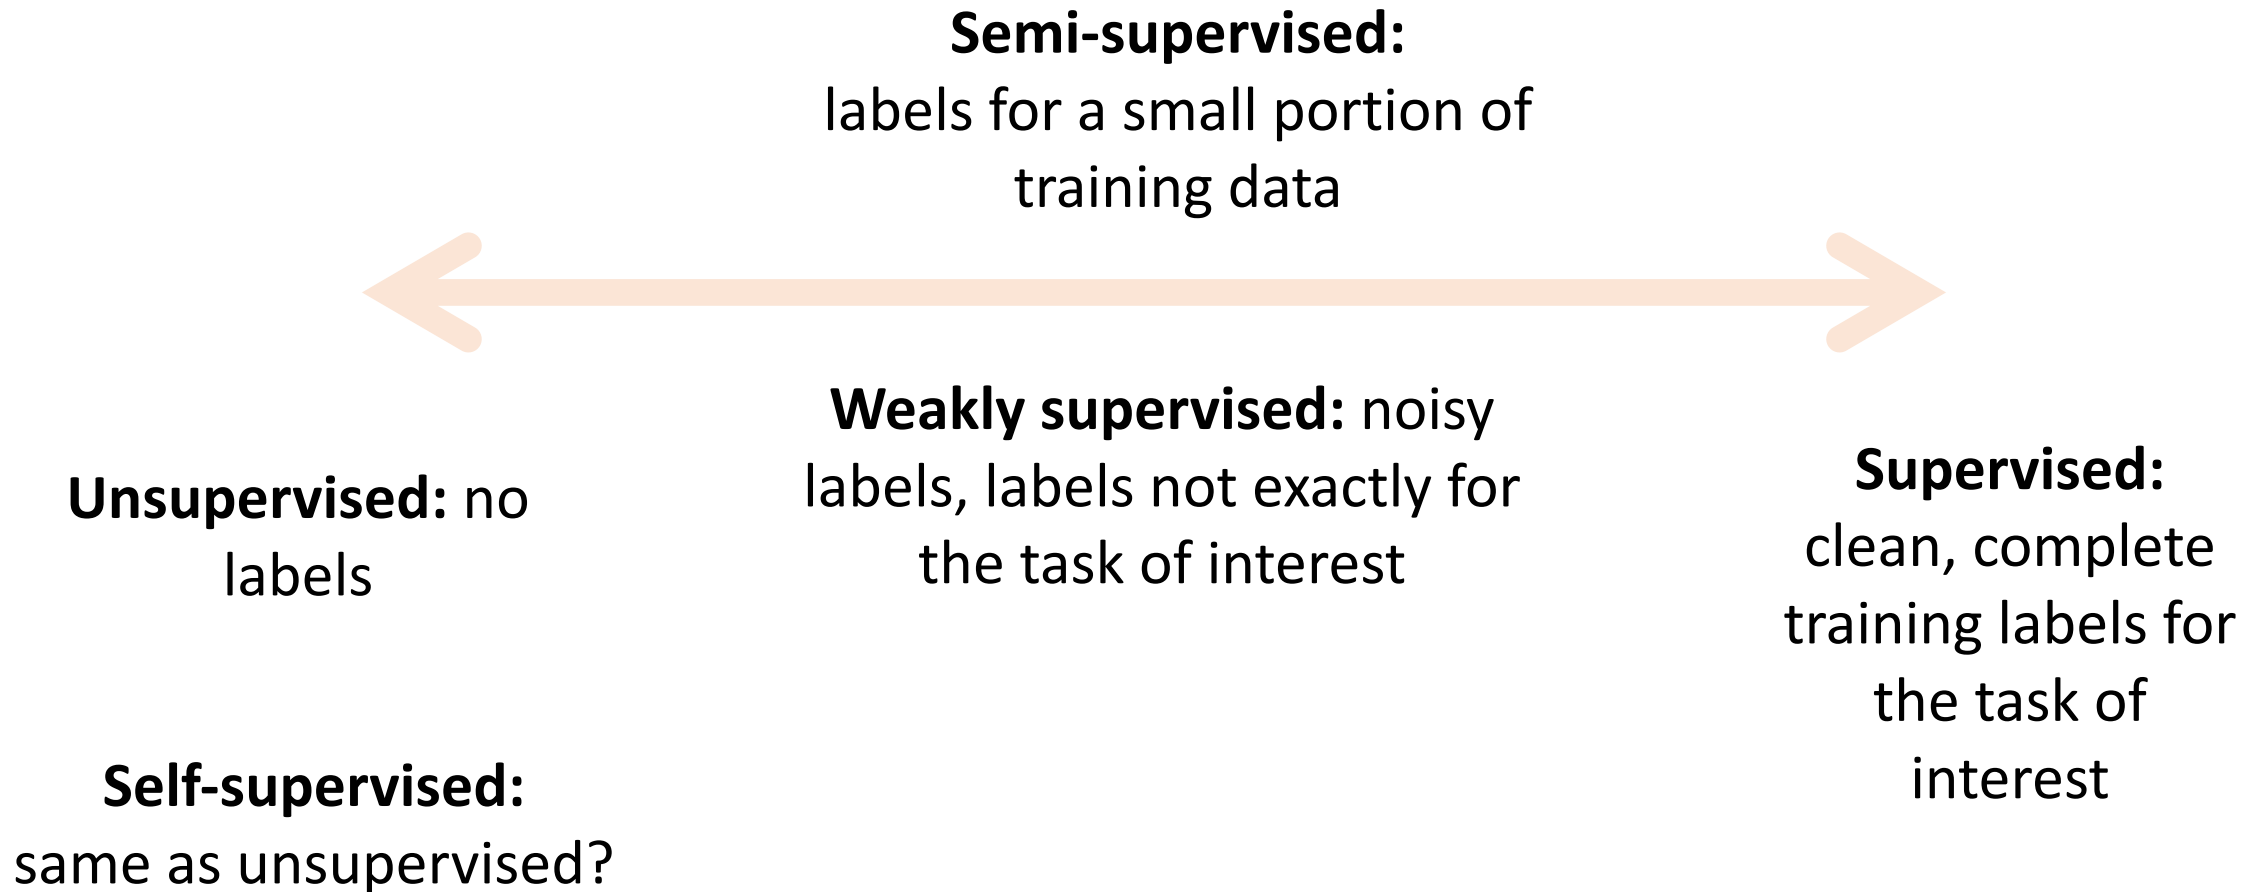 Semi-supervised:
labels for a small portion of
training data
Weakly supervised: noisy
labels, labels not exactly for
the task of interest
Unsupervised: no
labels
Supervised:
clean, complete
training labels for
the task of
interest
Self-supervised:
same as unsupervised?